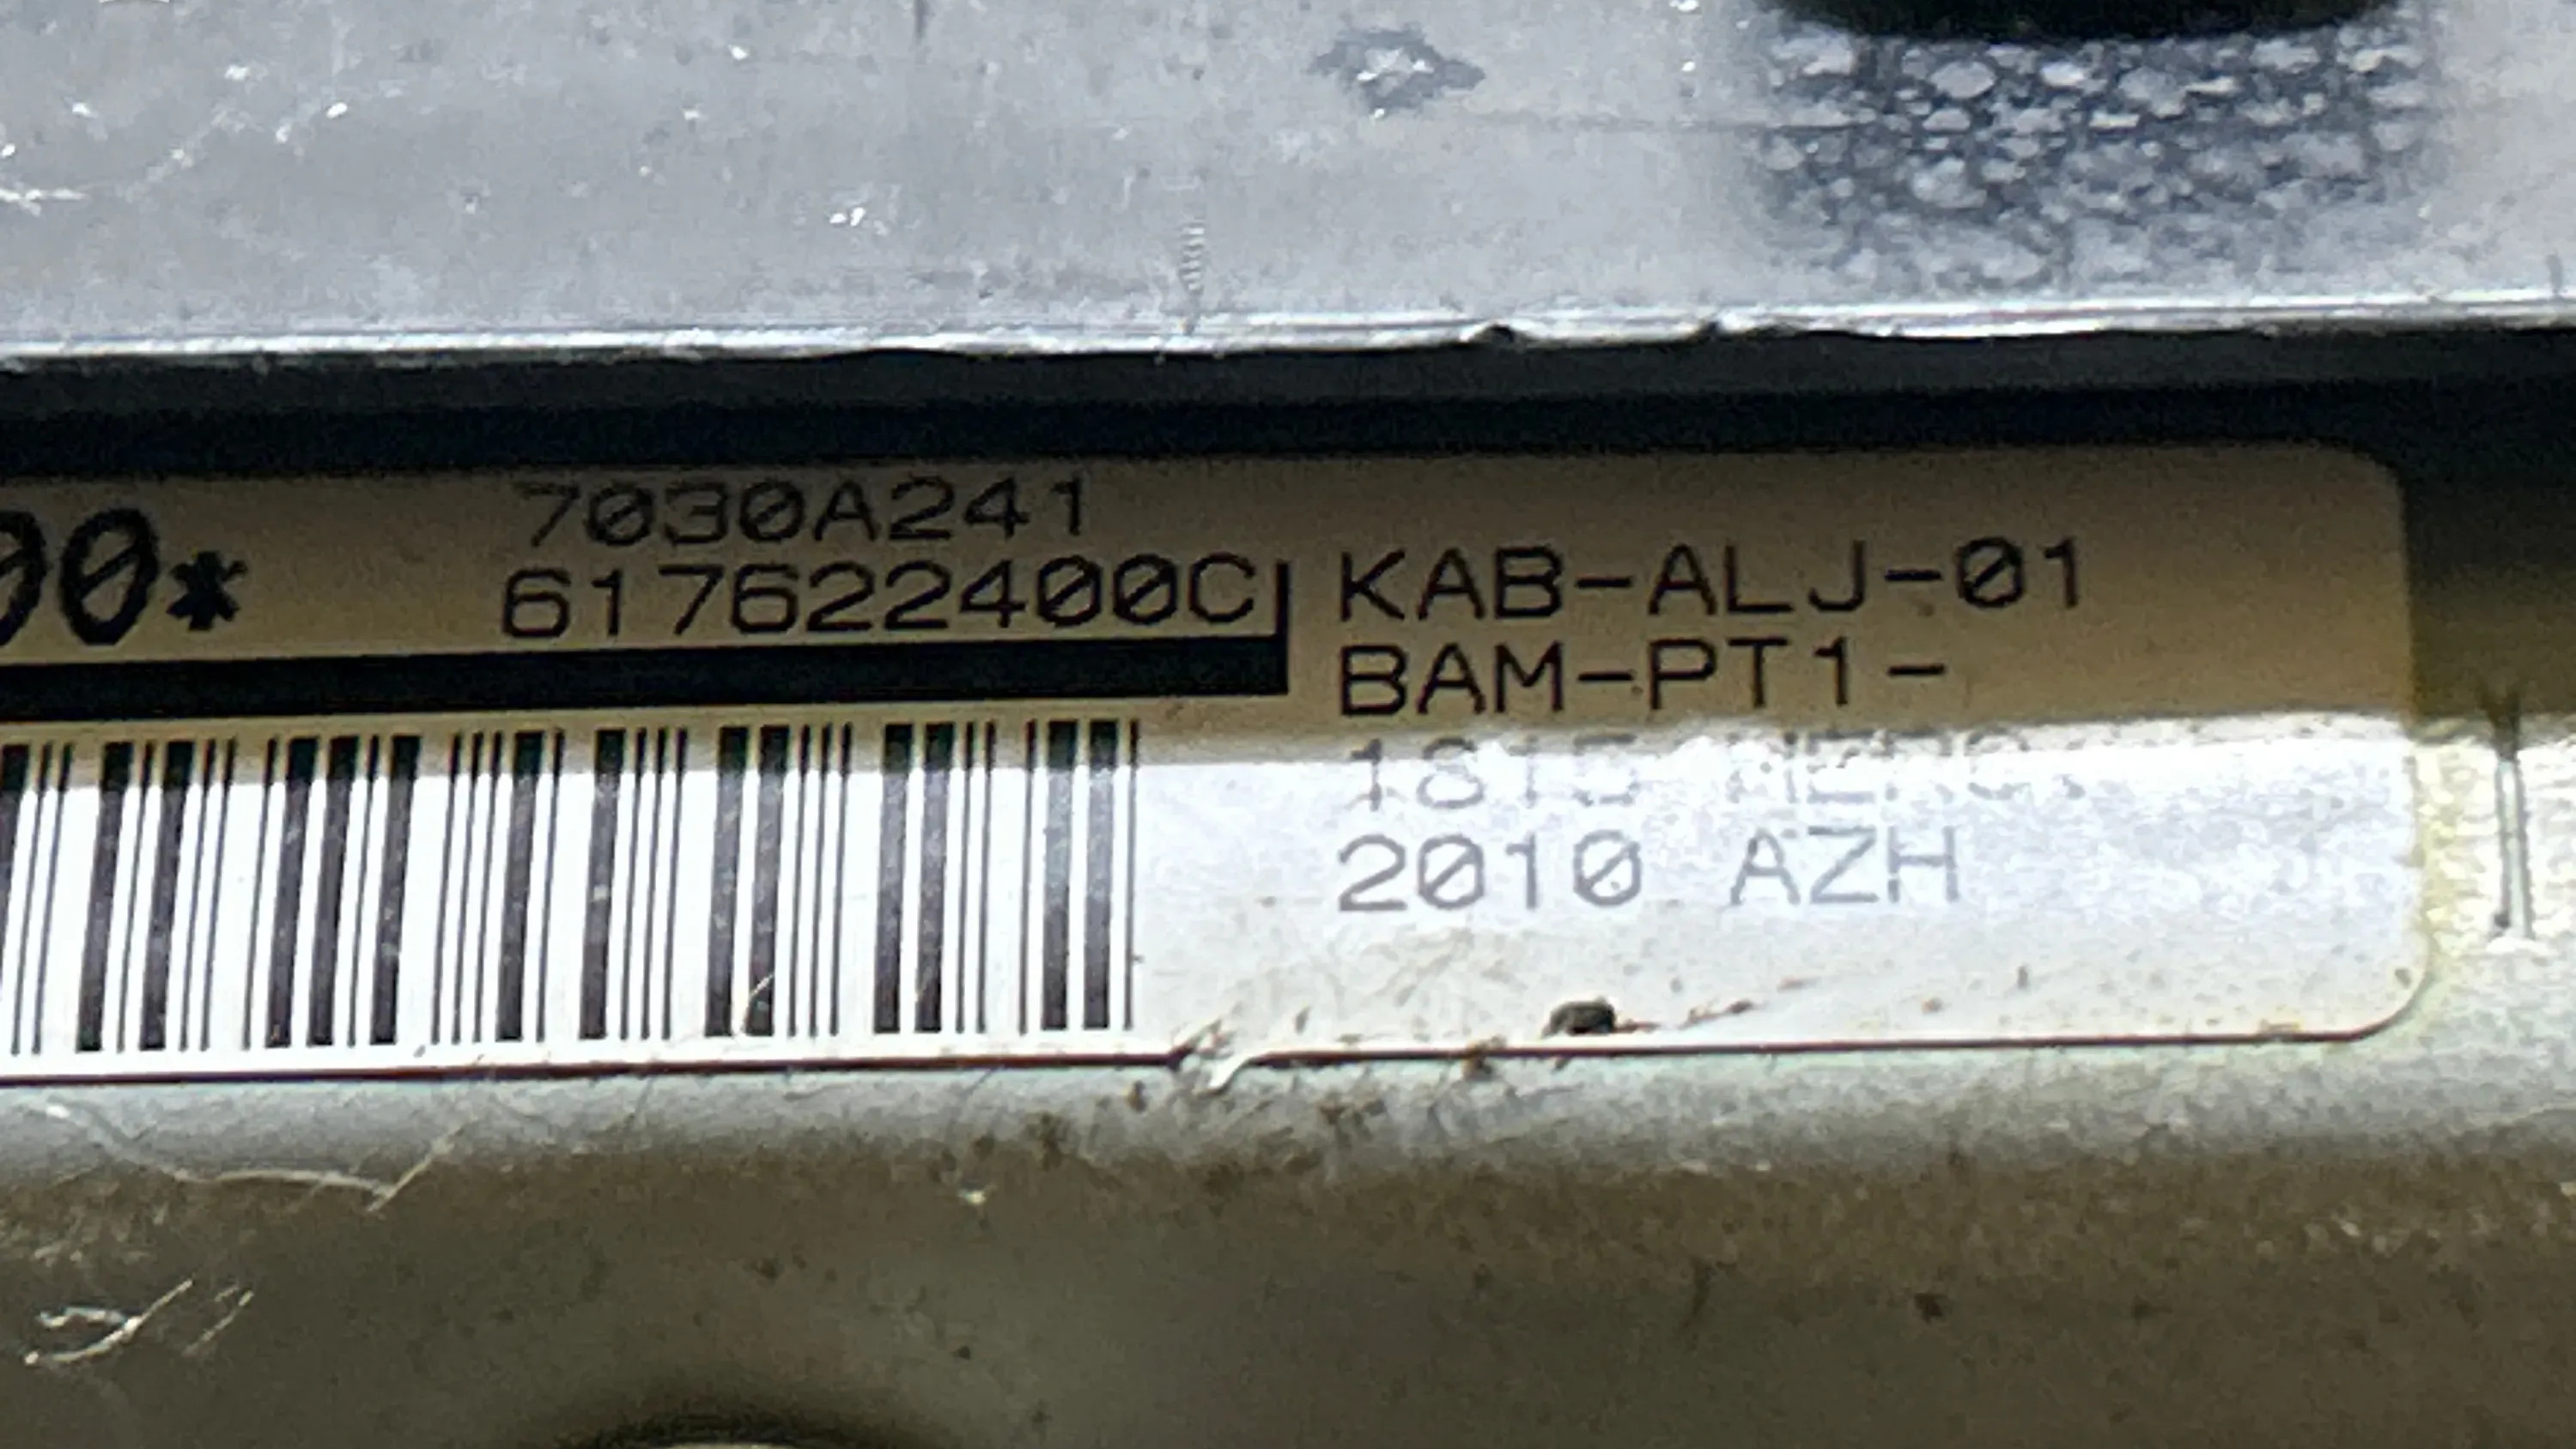 00*
7030A241
617622400C
KAB-ALJ-01
BAM-PT1-
2010 AZH